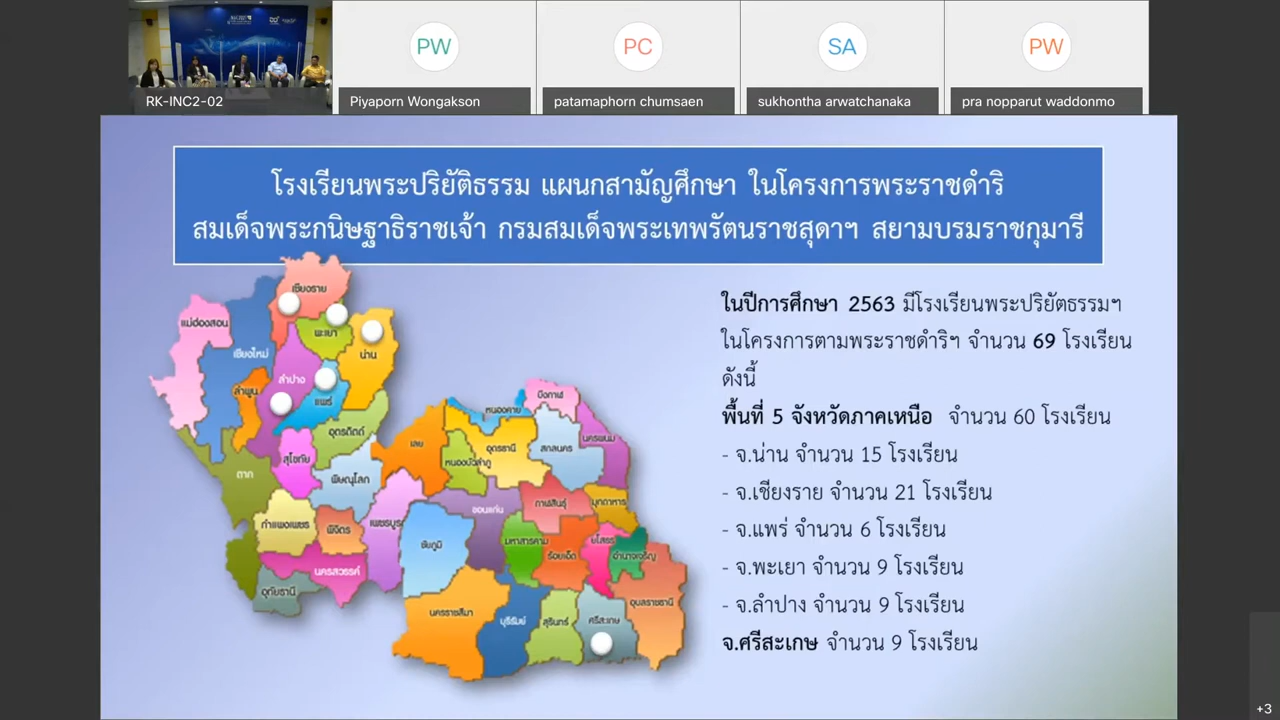 RK-INC2-02
PW
Piyaporn Wongakson
PC
patamaphorn chumsaen
SA
sukhontha arwatchanaka
PW
pra nopparut waddonmo
โรงเรียนพระปริยัติธรรม แผนกสามัญศึกษา ในโครงการพระราชดำริ
สมเด็จพระกนิษฐาธิราชเจ้า กรมสมเด็จพระเทพรัตนราชสุดาฯ สยามบรมราชกุมารี
เชียงราย
แม่ฮ่องสอน
พะเยา
เชียงใหม่
น่าน
ลำปาง
ลำพูน
แพร่
อุตรดิตถ์
สุโขทัย
ตาก
พิษณุโลก
กำแพงเพชร
พิจิตร
เพชรบูรณ์
นครสวรรค์
อุทัยธานี
บึงกาฬ
หนองคาย
เลย
อุดรธานี
หนองบัวลำภู
สกลนคร
นครพนม
ขอนแก่น
กาฬสินธุ์
มุกดาหาร
ชัยภูมิ
มหาสารคาม
ร้อยเอ็ด
ยโสธร
อำนาจเจริญ
นครราชสีมา
บุรีรัมย์
สุรินทร์
ศรีสะเกษ
อุบลราชธานี
ในปีการศึกษา 2563 มีโรงเรียนพระปริยัตธรรมฯ
ในโครงการตามพระราชดำริฯ จำนวน 69 โรงเรียน
ดังนี้
พื้นที่ 5 จังหวัดภาคเหนือ จำนวน 60 โรงเรียน
- จ.น่าน จำนวน 15 โรงเรียน
- จ.เชียงราย จำนวน 21 โรงเรียน
- จ.แพร่ จำนวน 6 โรงเรียน
- จ.พะเยา จำนวน 9 โรงเรียน
- จ.ลำปาง จำนวน 9 โรงเรียน
จ.ศรีสะเกษ จำนวน 9 โรงเรียน
+3